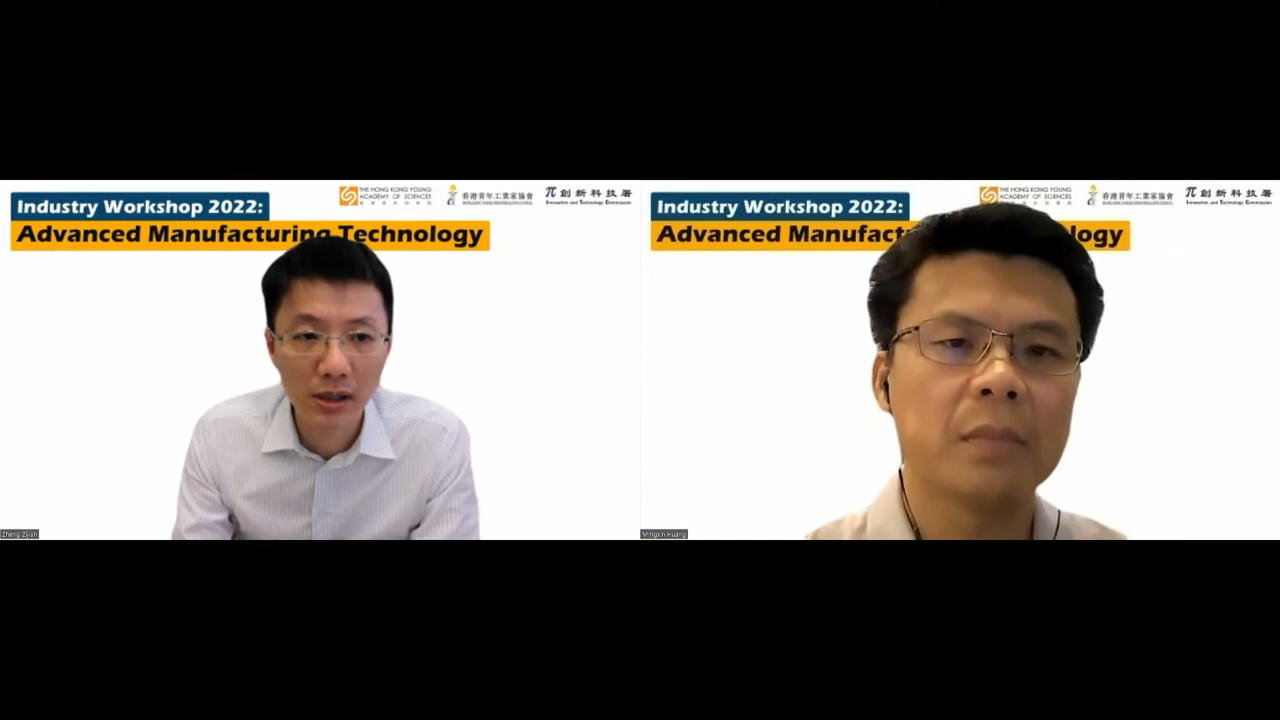 Industry Workshop 2022:
Advanced Manufacturing Technology
THE HONG KONG YOUNG
ACADEMY OF SCIENCES
香港青年工業家協會
創新科技署
Innovation and Technology Commission
Zheng Zijian
Industry Workshop 2022:
Advanced Manufact
ology
THE HONG KONG YOUNG
ACADEMY OF SCIENCES
香港青年工業家協會
創新科技署
Innovation and Technology Commission
Mingxin Huang